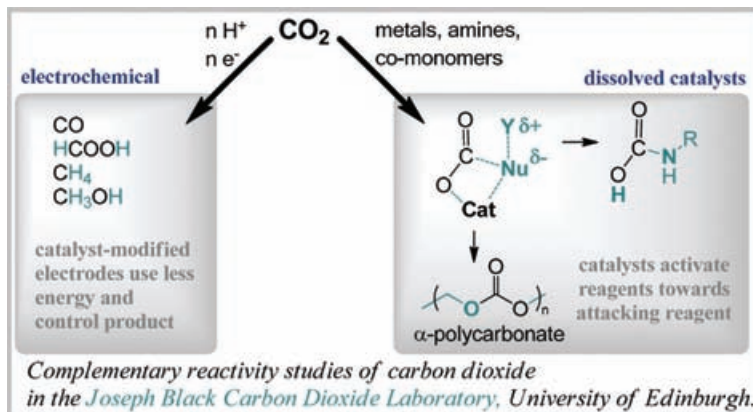 n H⁺
n e⁻
CO₂
metals, amines,
co-monomers
electrochemical
dissolved catalysts
CO
HCOOH
CH₄
CH₃OH
catalyst-modified
electrodes use less
energy and
control product
O
Y δ+
C
Nu δ-
O
Cat
O
C
R
N
O
H
H
O
O
O
n
α-polycarbonate
catalysts activate
reagents towards
attacking reagent
Complementary reactivity studies of carbon dioxide
in the Joseph Black Carbon Dioxide Laboratory, University of Edinburgh.